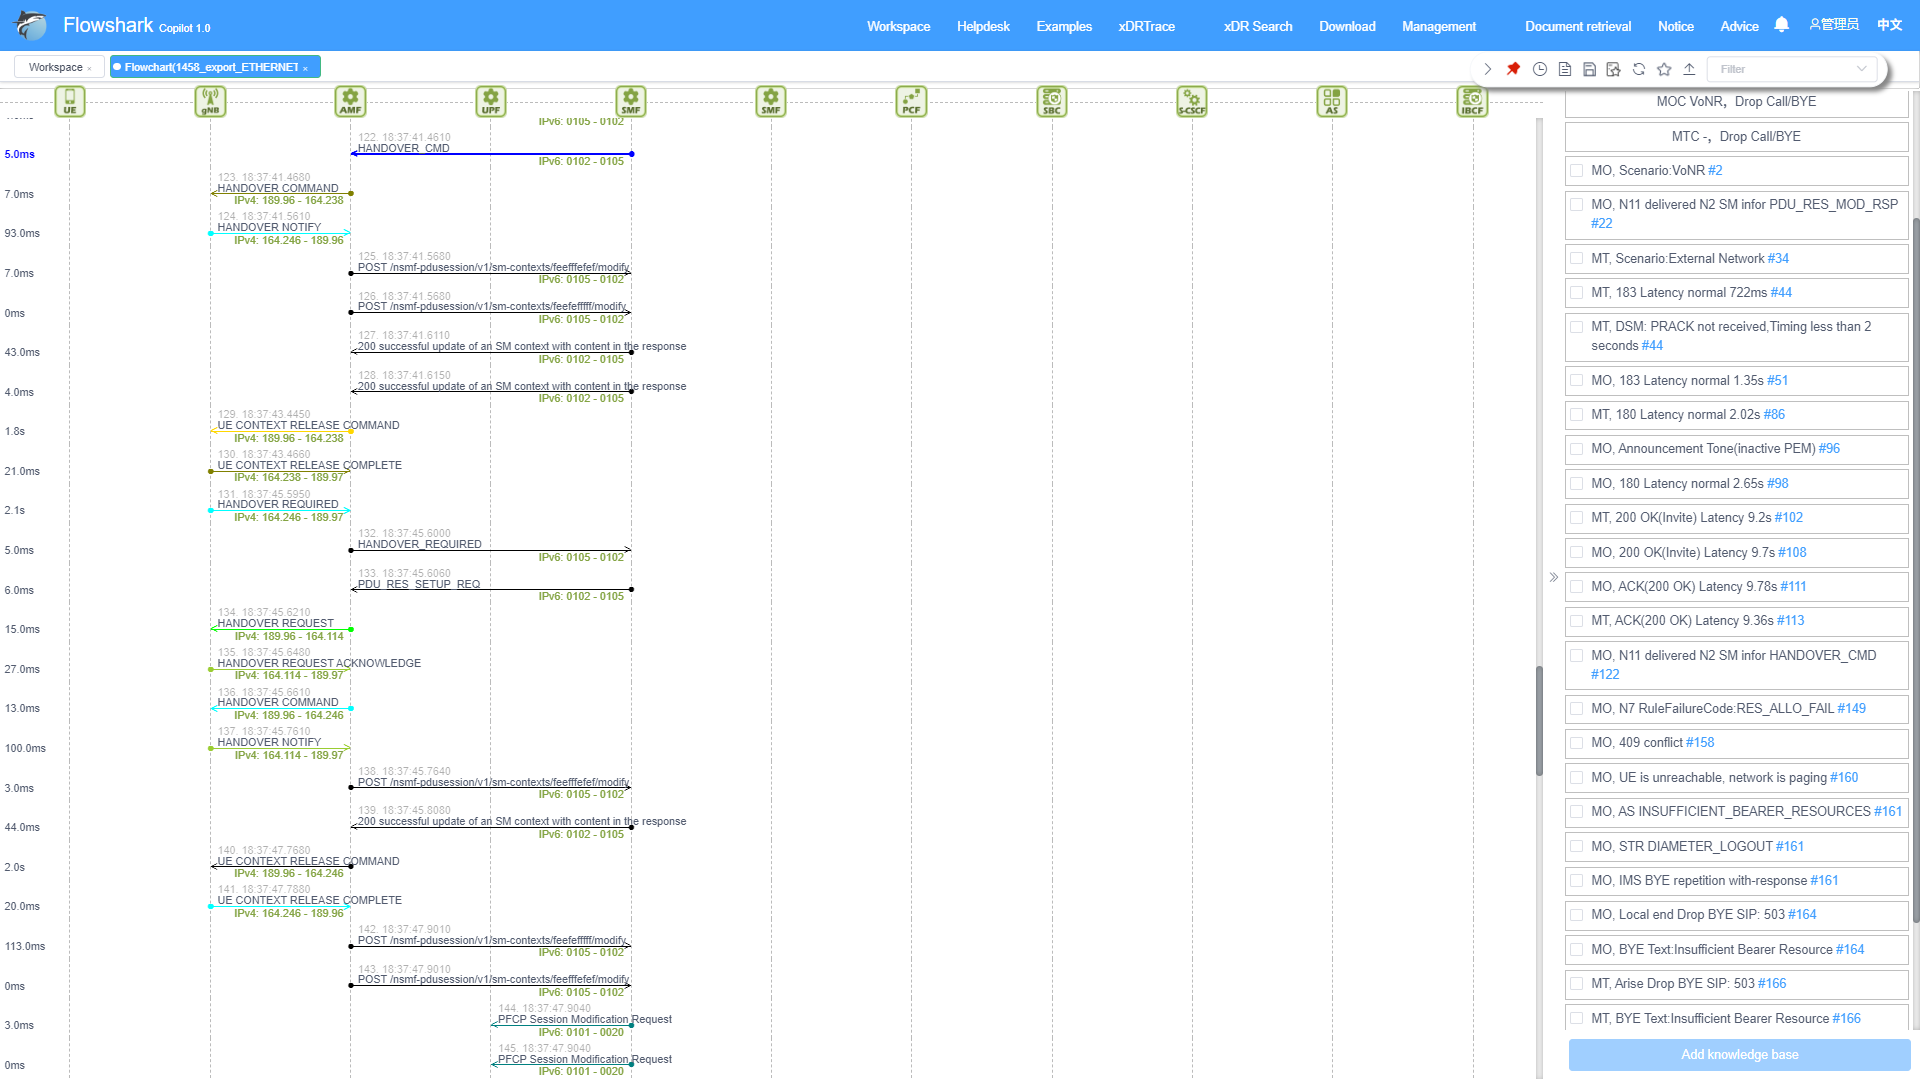 Flowshark Copilot 1.0
Workspace Helpdesk Examples xDRTrace xDR Search Download Management Document retrieval Notice Advice 管理员 中文
Workspace × Flowchart(1458_export_ETHERNET ×
Filter
UE gNB AMF UPF SMF SMF PCF SBC S-CSCF AS IBCF
IPv6: 0105 - 0102
122. 18:37:41.4610
HANDOVER_CMD
5.0ms
IPv6: 0102 - 0105
123. 18:37:41.4680
HANDOVER COMMAND
7.0ms
IPv4: 189.96 - 164.238
124. 18:37:41.5610
HANDOVER NOTIFY
93.0ms
IPv4: 164.246 - 189.96
125. 18:37:41.5680
POST /nsmf-pdusession/v1/sm-contexts/feefffefef/modify
7.0ms
IPv6: 0105 - 0102
126. 18:37:41.5680
POST /nsmf-pdusession/v1/sm-contexts/feefefffff/modify
0ms
IPv6: 0105 - 0102
127. 18:37:41.6110
200 successful update of an SM context with content in the response
43.0ms
IPv6: 0102 - 0105
128. 18:37:41.6150
200 successful update of an SM context with content in the response
4.0ms
IPv6: 0102 - 0105
129. 18:37:43.4450
UE CONTEXT RELEASE COMMAND
1.8s
IPv4: 189.96 - 164.238
130. 18:37:43.4660
UE CONTEXT RELEASE COMPLETE
21.0ms
IPv4: 164.238 - 189.97
131. 18:37:45.5950
HANDOVER REQUIRED
2.1s
IPv4: 164.246 - 189.97
132. 18:37:45.6000
HANDOVER_REQUIRED
5.0ms
IPv6: 0105 - 0102
133. 18:37:45.6060
PDU_RES_SETUP_REQ
6.0ms
IPv6: 0102 - 0105
134. 18:37:45.6210
HANDOVER REQUEST
15.0ms
IPv4: 189.96 - 164.114
135. 18:37:45.6480
HANDOVER REQUEST ACKNOWLEDGE
27.0ms
IPv4: 164.114 - 189.97
136. 18:37:45.6610
HANDOVER COMMAND
13.0ms
IPv4: 189.96 - 164.246
137. 18:37:45.7610
HANDOVER NOTIFY
100.0ms
IPv4: 164.114 - 189.97
138. 18:37:45.7640
POST /nsmf-pdusession/v1/sm-contexts/feefffefef/modify
3.0ms
IPv6: 0105 - 0102
139. 18:37:45.8080
200 successful update of an SM context with content in the response
44.0ms
IPv6: 0102 - 0105
140. 18:37:47.7680
UE CONTEXT RELEASE COMMAND
2.0s
IPv4: 189.96 - 164.246
141. 18:37:47.7880
UE CONTEXT RELEASE COMPLETE
20.0ms
IPv4: 164.246 - 189.96
142. 18:37:47.9010
POST /nsmf-pdusession/v1/sm-contexts/feefefffff/modify
113.0ms
IPv6: 0105 - 0102
143. 18:37:47.9010
POST /nsmf-pdusession/v1/sm-contexts/feefffefef/modify
0ms
IPv6: 0105 - 0102
144. 18:37:47.9040
PFCP Session Modification Request
3.0ms
IPv6: 0101 - 0020
145. 18:37:47.9040
PFCP Session Modification Request
0ms
IPv6: 0101 - 0020
MOC VoNR，Drop Call/BYE
MTC -，Drop Call/BYE
MO, Scenario:VoNR #2
MO, N11 delivered N2 SM infor PDU_RES_MOD_RSP
#22
MT, Scenario:External Network #34
MT, 183 Latency normal 722ms #44
MT, DSM: PRACK not received,Timing less than 2
seconds #44
MO, 183 Latency normal 1.35s #51
MT, 180 Latency normal 2.02s #86
MO, Announcement Tone(inactive PEM) #96
MO, 180 Latency normal 2.65s #98
MT, 200 OK(Invite) Latency 9.2s #102
MO, 200 OK(Invite) Latency 9.7s #108
MO, ACK(200 OK) Latency 9.78s #111
MT, ACK(200 OK) Latency 9.36s #113
MO, N11 delivered N2 SM infor HANDOVER_CMD
#122
MO, N7 RuleFailureCode:RES_ALLO_FAIL #149
MO, 409 conflict #158
MO, UE is unreachable, network is paging #160
MO, AS INSUFFICIENT_BEARER_RESOURCES #161
MO, STR DIAMETER_LOGOUT #161
MO, IMS BYE repetition with-response #161
MO, Local end Drop BYE SIP: 503 #164
MO, BYE Text:Insufficient Bearer Resource #164
MT, Arise Drop BYE SIP: 503 #166
MT, BYE Text:Insufficient Bearer Resource #166
Add knowledge base